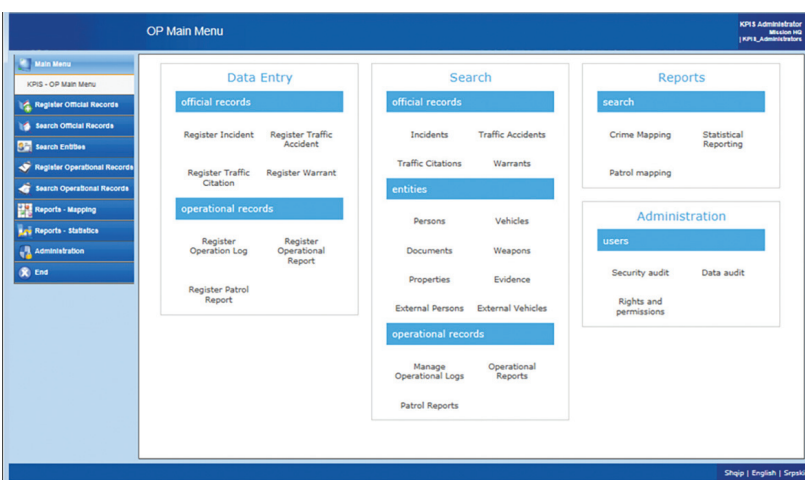 OP Main Menu
KPIS Administrator
Mission HQ
| KPIS_Administrators
Main Menu
KPIS - OP Main Menu
Register Official Records
Search Official Records
Search Entities
Register Operational Records
Search Operational Records
Reports - Mapping
Reports - Statistics
Administration
End
Data Entry
official records
Register Incident
Register Traffic
Accident
Register Traffic
Citation
Register Warrant
operational records
Register
Operation Log
Register
Operational
Report
Register Patrol
Report
Search
official records
Incidents
Traffic Accidents
Traffic Citations
Warrants
entities
Persons
Vehicles
Documents
Weapons
Properties
Evidence
External Persons
External Vehicles
operational records
Manage
Operational Logs
Operational
Reports
Patrol Reports
Reports
search
Crime Mapping
Statistical
Reporting
Patrol mapping
Administration
users
Security audit
Data audit
Rights and
permissions
Shqip | English | Srpski